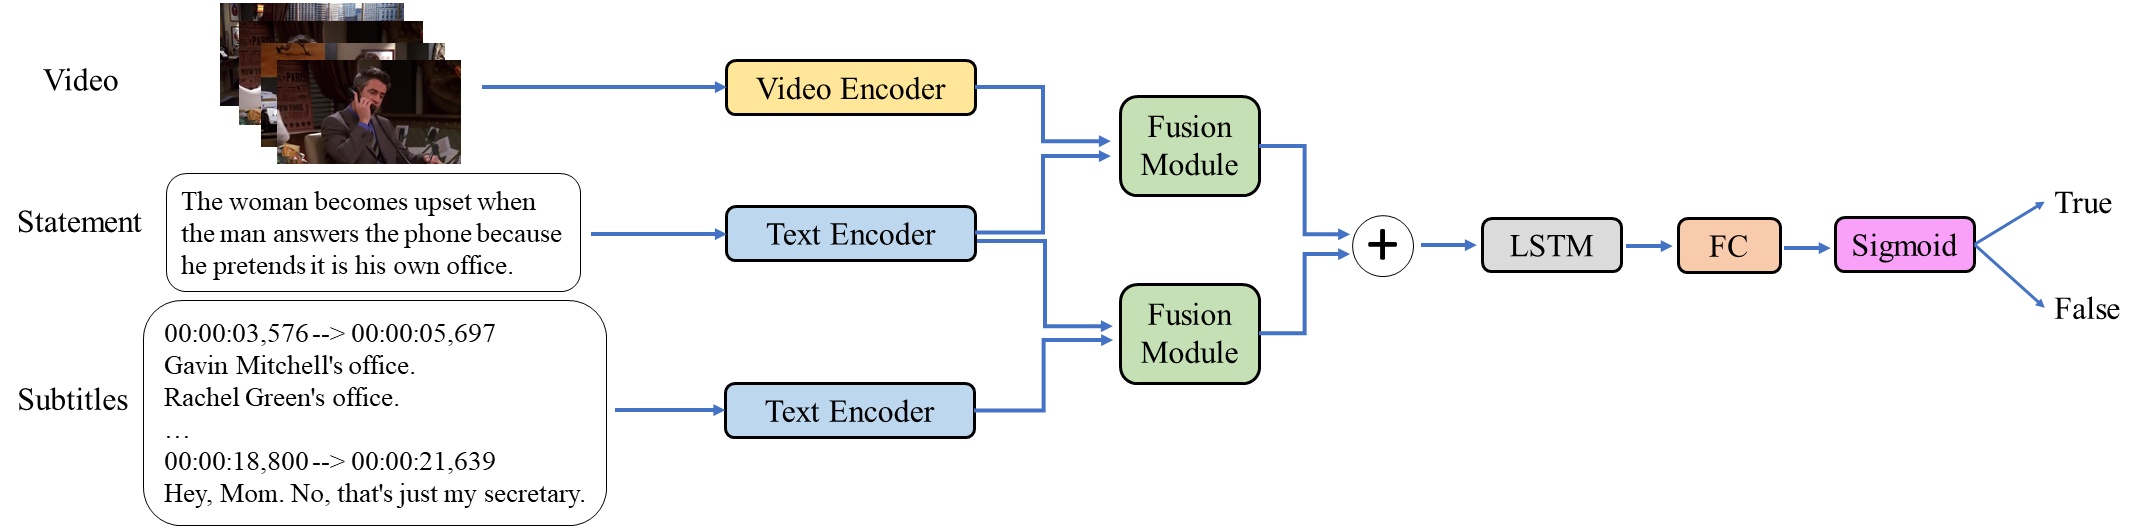 Video
Statement
The woman becomes upset when
the man answers the phone because
he pretends it is his own office.
Subtitles
00:00:03,576 --> 00:00:05,697
Gavin Mitchell's office.
Rachel Green's office.
…
00:00:18,800 --> 00:00:21,639
Hey, Mom. No, that's just my secretary.
Video Encoder
Text Encoder
Text Encoder
Fusion
Module
Fusion
Module
+
LSTM
FC
Sigmoid
True
False